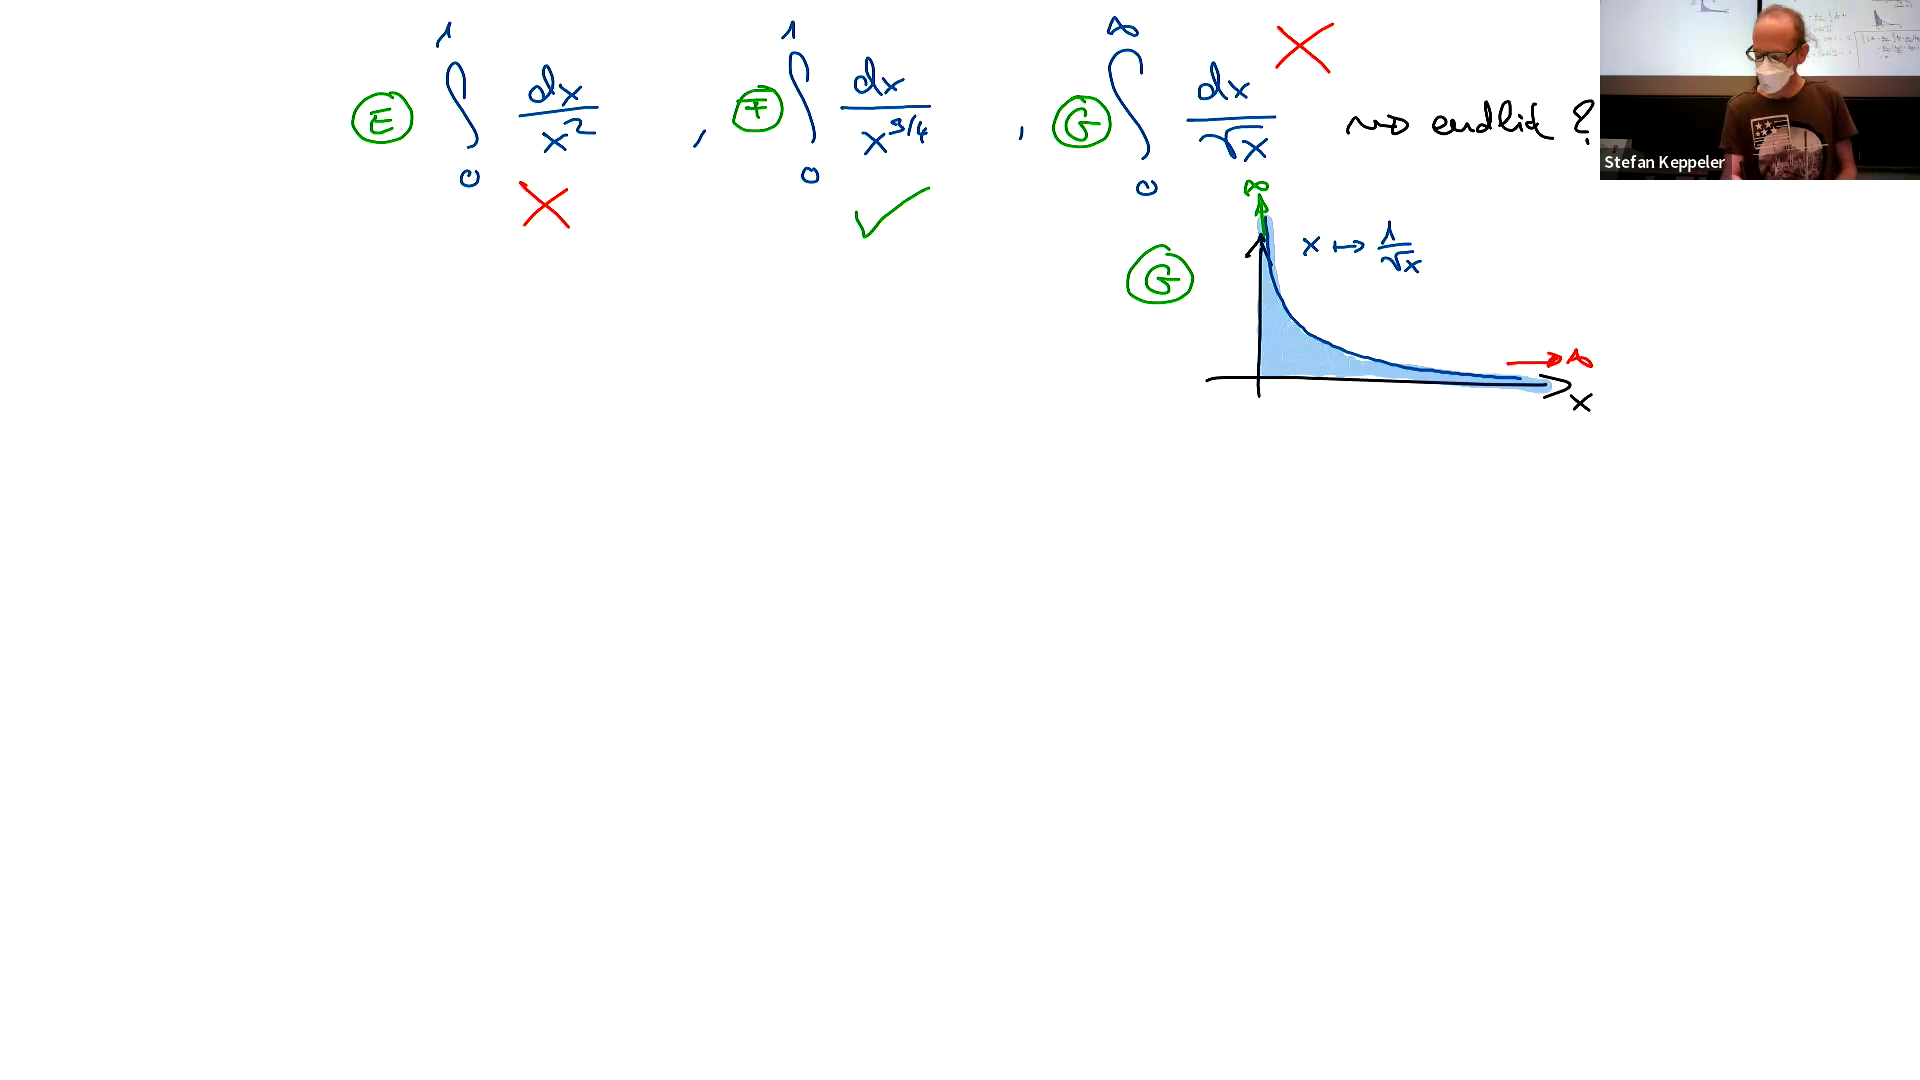 Ⓔ ∫₀¹ dx/x² , Ⓕ ∫₀¹ dx/x^{3/4} , Ⓖ ∫₀^∞ dx/√x ⇝ endlich ?
Stefan Keppeler
∞
Ⓖ x ↦ 1/√x
→ ∞
x